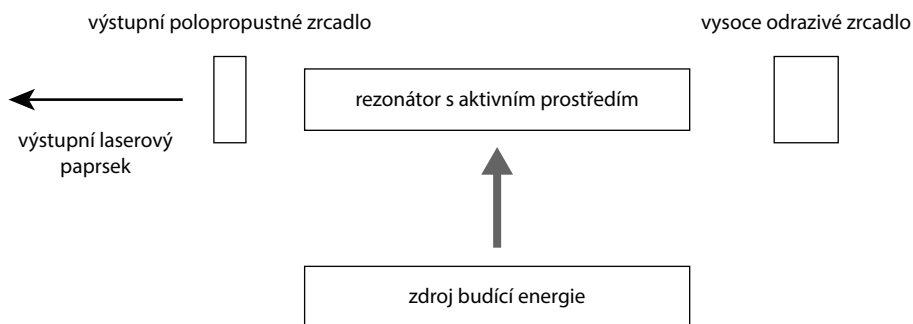 výstupní polopropustné zrcadlo
vysoce odrazivé zrcadlo
rezonátor s aktivním prostředím
výstupní laserový
paprsek
zdroj budící energie